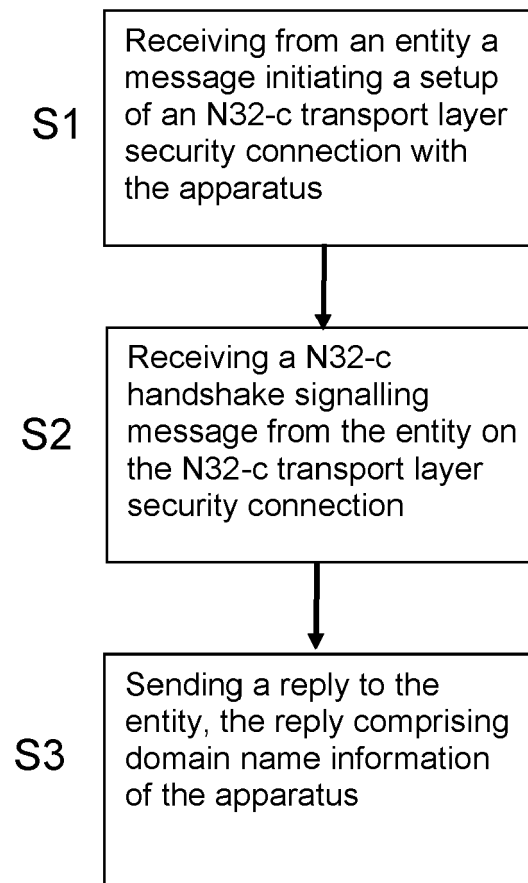 S1
Receiving from an entity a
message initiating a setup
of an N32-c transport layer
security connection with
the apparatus
S2
Receiving a N32-c
handshake signalling
message from the entity on
the N32-c transport layer
security connection
S3
Sending a reply to the
entity, the reply comprising
domain name information
of the apparatus